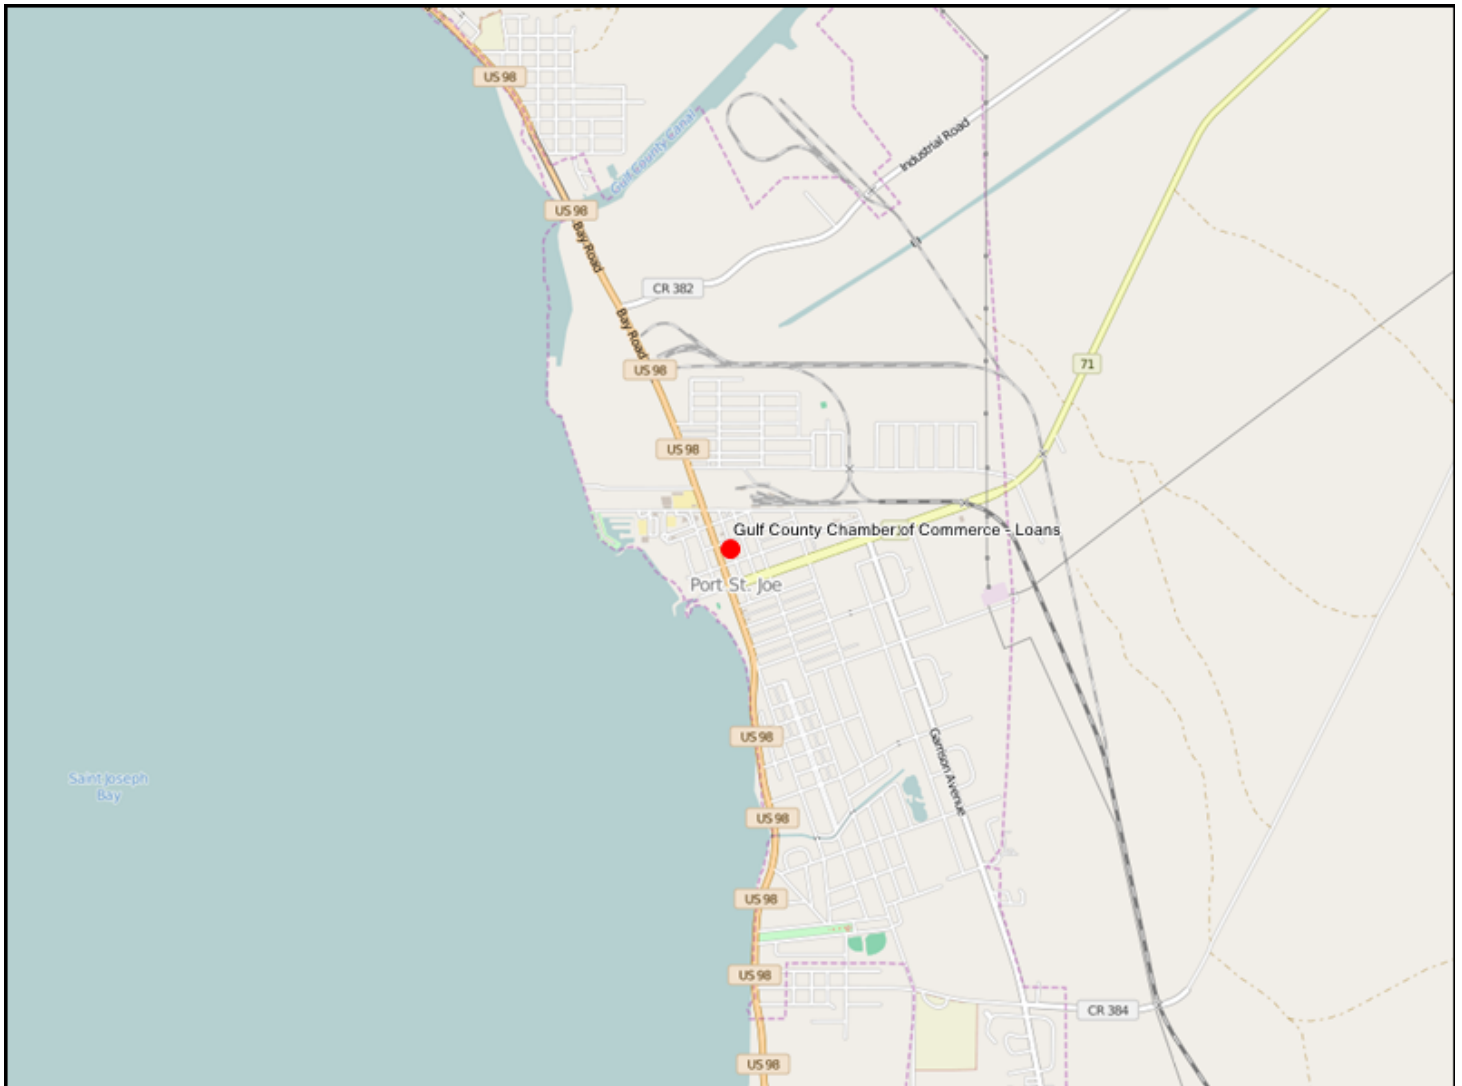 US 98
Gulf County Canal
Industrial Road
US 98
Bay Road
CR 382
Bay Road
71
US 98
US 98
Gulf County Chamber of Commerce - Loans
Port St. Joe
Garrison Avenue
US 98
Saint Joseph
Bay
US 98
US 98
US 98
CR 384
US 98